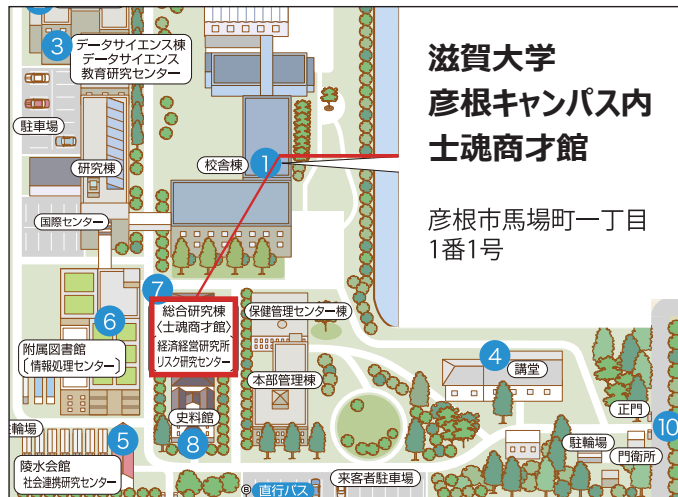 滋賀大学
彦根キャンパス内
士魂商才館
彦根市馬場町一丁目
1番1号
3
データサイエンス棟
データサイエンス
教育研究センター
駐車場
研究棟
校舎棟
1
国際センター
7
総合研究棟
〈士魂商才館〉
経済経営研究所
リスク研究センター
保健管理センター棟
6
附属図書館
〔情報処理センター〕
本部管理棟
4
講堂
史料館
8
正門
10
駐輪場
門衛所
輪場
5
陵水会館
社会連携研究センター
B
直行バス
来客者駐車場